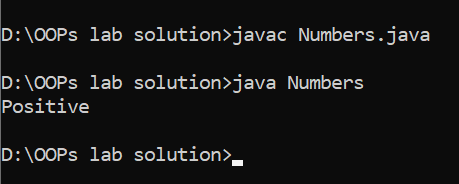 D:\OOPs lab solution>javac Numbers.java
D:\OOPs lab solution>java Numbers
Positive
D:\OOPs lab solution>